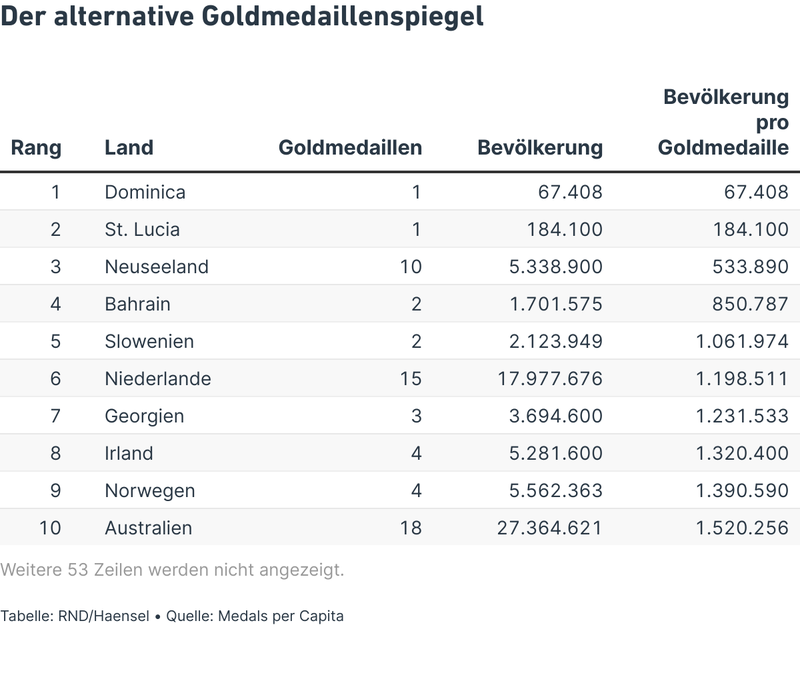 Der alternative Goldmedaillenspiegel
Bevölkerung
pro
Rang Land Goldmedaillen Bevölkerung Goldmedaille
1 Dominica 1 67.408 67.408
2 St. Lucia 1 184.100 184.100
3 Neuseeland 10 5.338.900 533.890
4 Bahrain 2 1.701.575 850.787
5 Slowenien 2 2.123.949 1.061.974
6 Niederlande 15 17.977.676 1.198.511
7 Georgien 3 3.694.600 1.231.533
8 Irland 4 5.281.600 1.320.400
9 Norwegen 4 5.562.363 1.390.590
10 Australien 18 27.364.621 1.520.256
Weitere 53 Zeilen werden nicht angezeigt.
Tabelle: RND/Haensel • Quelle: Medals per Capita